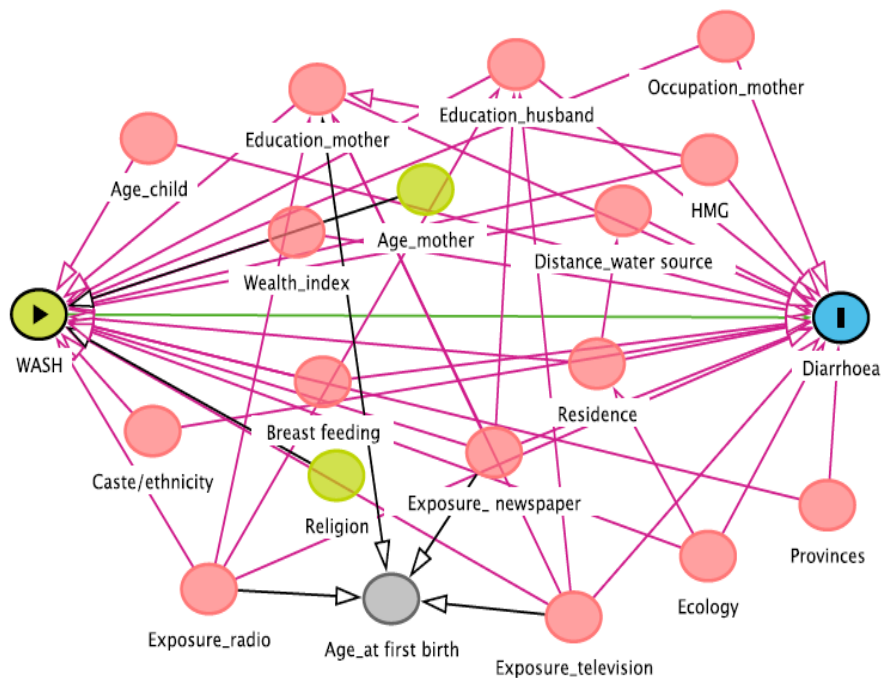 Occupation_mother
Education_husband
Education_mother
Age_child
HMG
Age_mother
Distance_water source
Wealth_index
WASH
Diarrhoea
Residence
Breast feeding
Caste/ethnicity
Exposure_ newspaper
Religion
Provinces
Ecology
Exposure_radio
Age_at first birth
Exposure_television